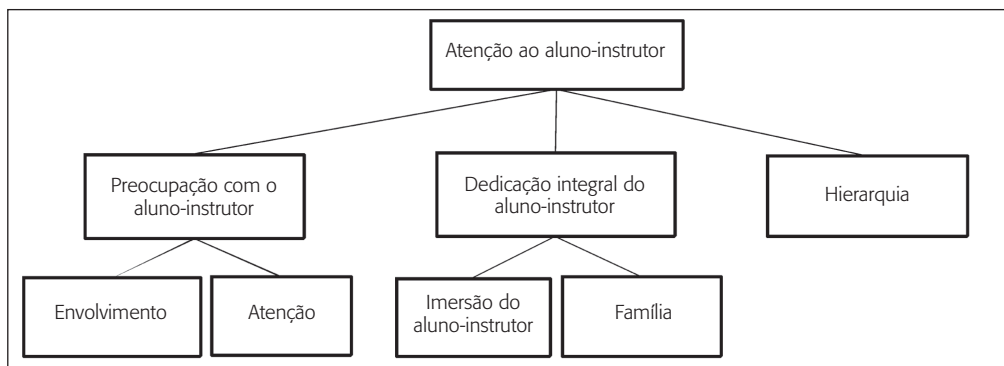 Atenção ao aluno-instrutor
Preocupação com o
aluno-instrutor
Dedicação integral do
aluno-instrutor
Hierarquia
Envolvimento
Atenção
Imersão do
aluno-instrutor
Família